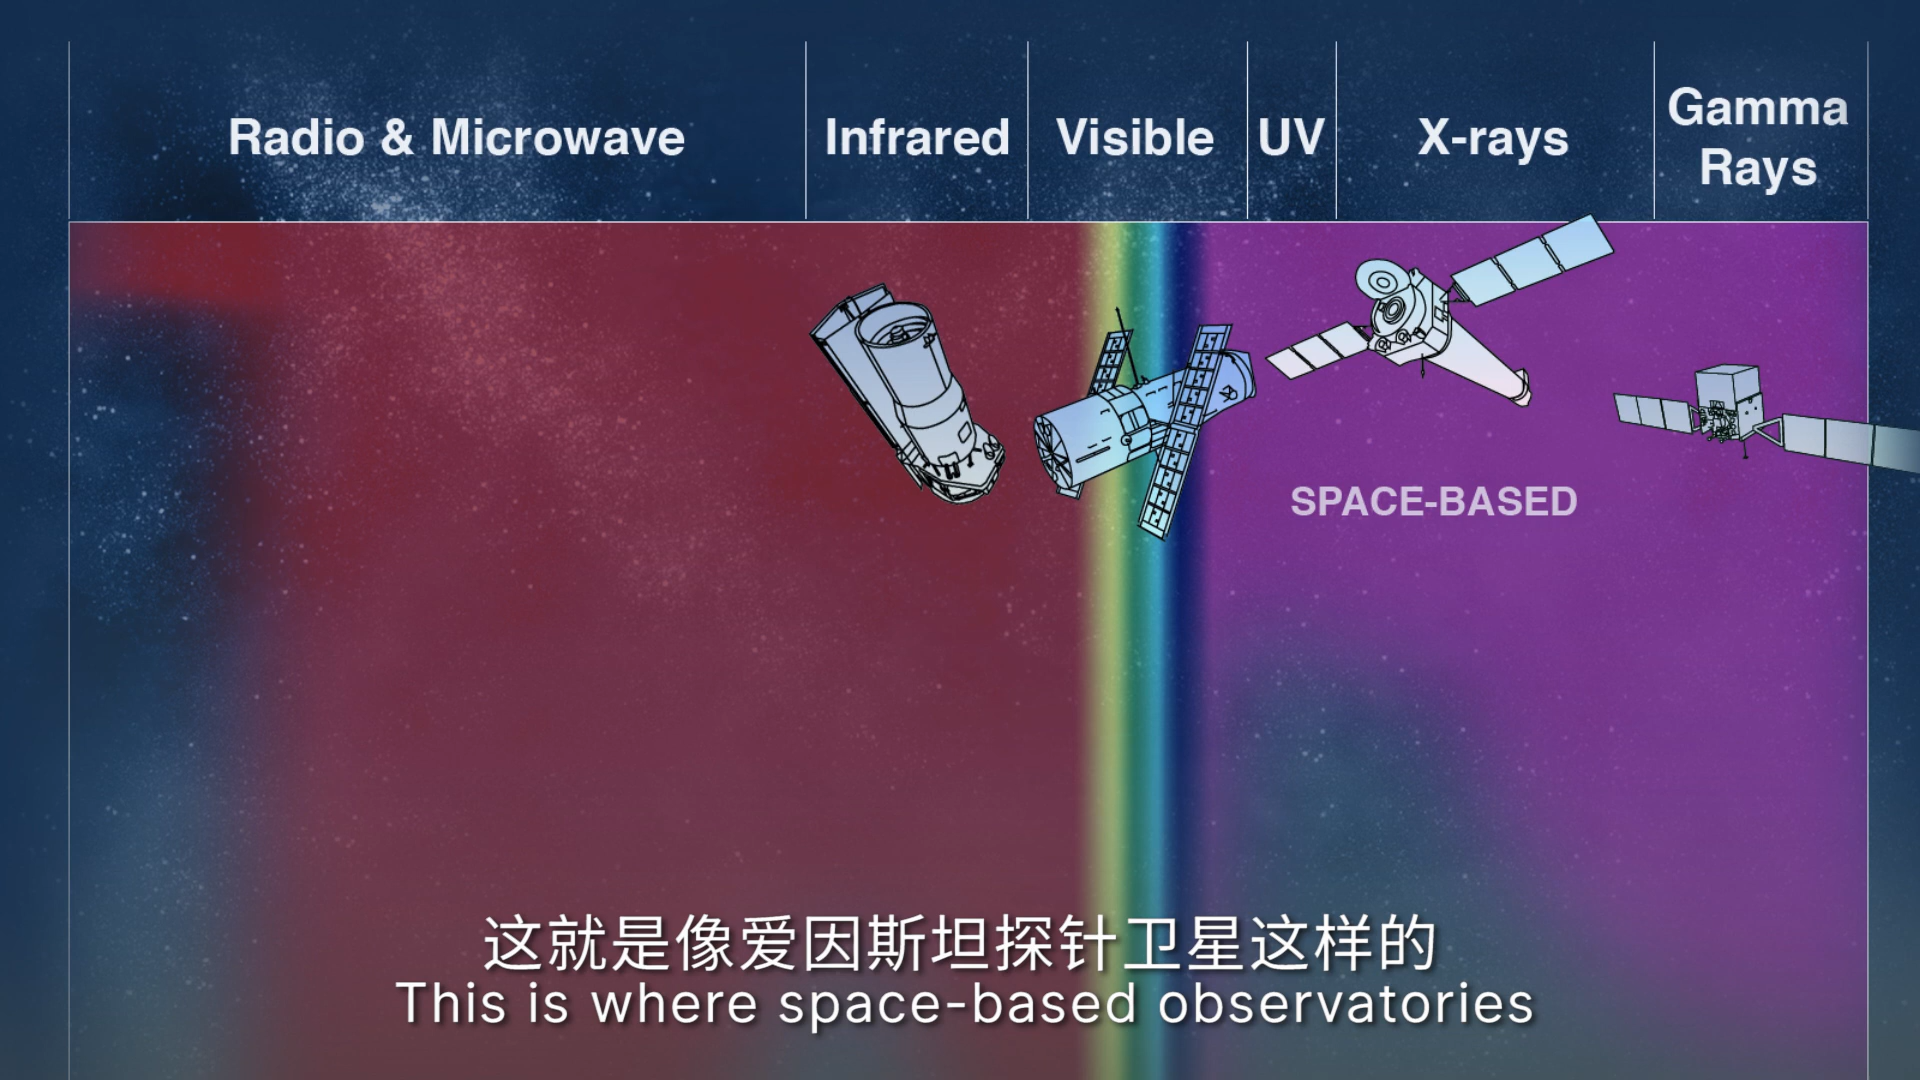 Radio & Microwave
Infrared
Visible
UV
X-rays
Gamma
Rays
SPACE-BASED
这就是像爱因斯坦探针卫星这样的
This is where space-based observatories